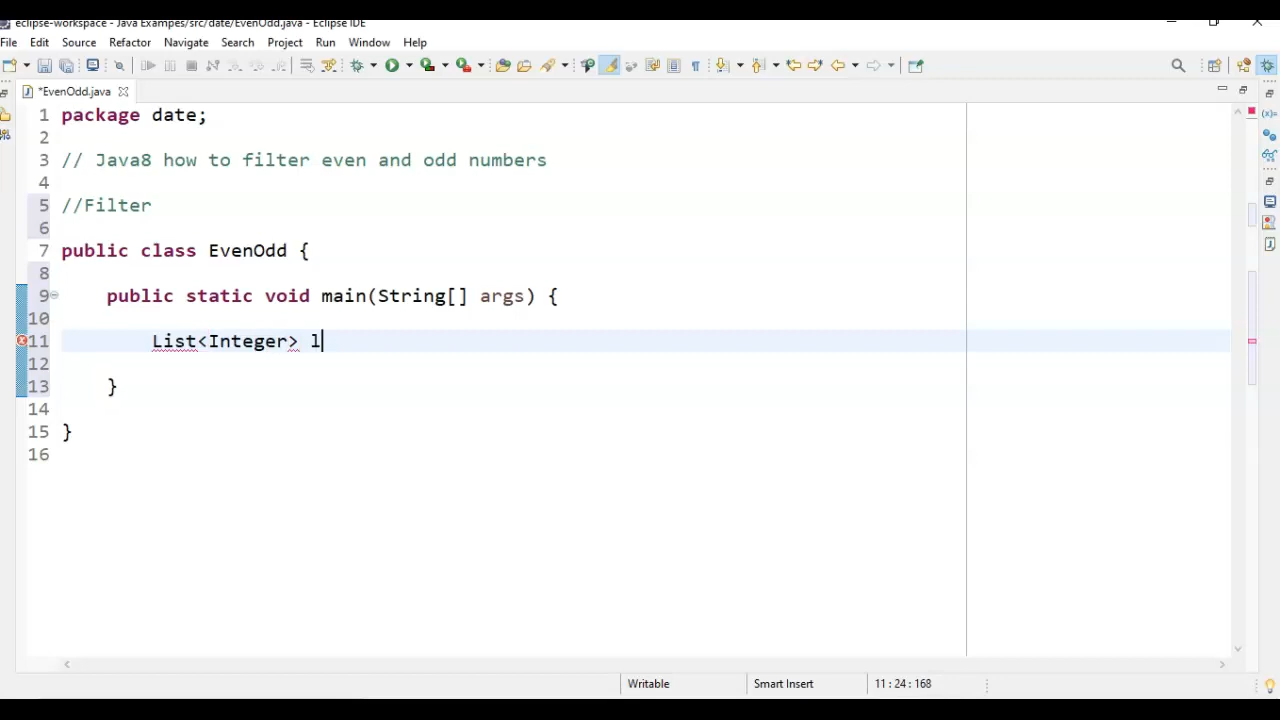 eclipse-workspace - Java Exampes/src/date/EvenOdd.java - Eclipse IDE
File Edit Source Refactor Navigate Search Project Run Window Help
*EvenOdd.java
1 package date;
2
3 // Java8 how to filter even and odd numbers
4
5 //Filter
6
7 public class EvenOdd {
8
9 public static void main(String[] args) {
10
11 List<Integer> l
12
13 }
14
15 }
16
Writable Smart Insert 11 : 24 : 168